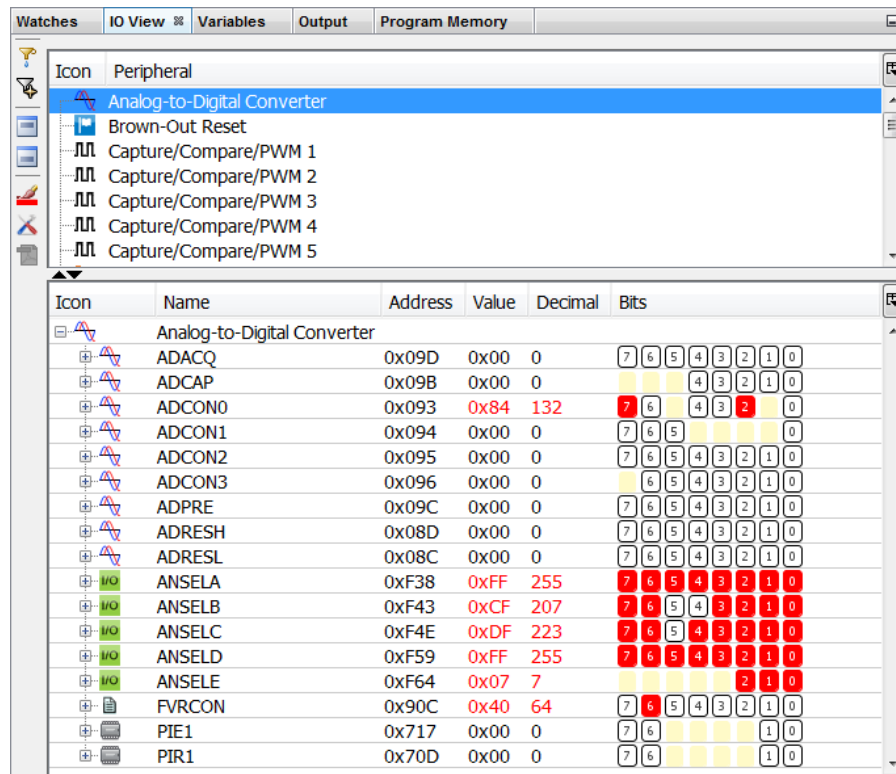 Watches IO View Variables Output Program Memory
Icon Peripheral
Analog-to-Digital Converter
Brown-Out Reset
Capture/Compare/PWM 1
Capture/Compare/PWM 2
Capture/Compare/PWM 3
Capture/Compare/PWM 4
Capture/Compare/PWM 5
Icon Name Address Value Decimal Bits
Analog-to-Digital Converter
ADACQ 0x09D 0x00 0 7 6 5 4 3 2 1 0
ADCAP 0x09B 0x00 0 4 3 2 1 0
ADCON0 0x093 0x84 132 7 6 4 3 2 0
ADCON1 0x094 0x00 0 7 6 5 0
ADCON2 0x095 0x00 0 7 6 5 4 3 2 1 0
ADCON3 0x096 0x00 0 6 5 4 3 2 1 0
ADPRE 0x09C 0x00 0 7 6 5 4 3 2 1 0
ADRESH 0x08D 0x00 0 7 6 5 4 3 2 1 0
ADRESL 0x08C 0x00 0 7 6 5 4 3 2 1 0
I/O ANSELA 0xF38 0xFF 255 7 6 5 4 3 2 1 0
I/O ANSELB 0xF43 0xCF 207 7 6 5 4 3 2 1 0
I/O ANSELC 0xF4E 0xDF 223 7 6 5 4 3 2 1 0
I/O ANSELD 0xF59 0xFF 255 7 6 5 4 3 2 1 0
I/O ANSELE 0xF64 0x07 7 2 1 0
FVRCON 0x90C 0x40 64 7 6 5 4 3 2 1 0
PIE1 0x717 0x00 0 7 6 1 0
PIR1 0x70D 0x00 0 7 6 1 0